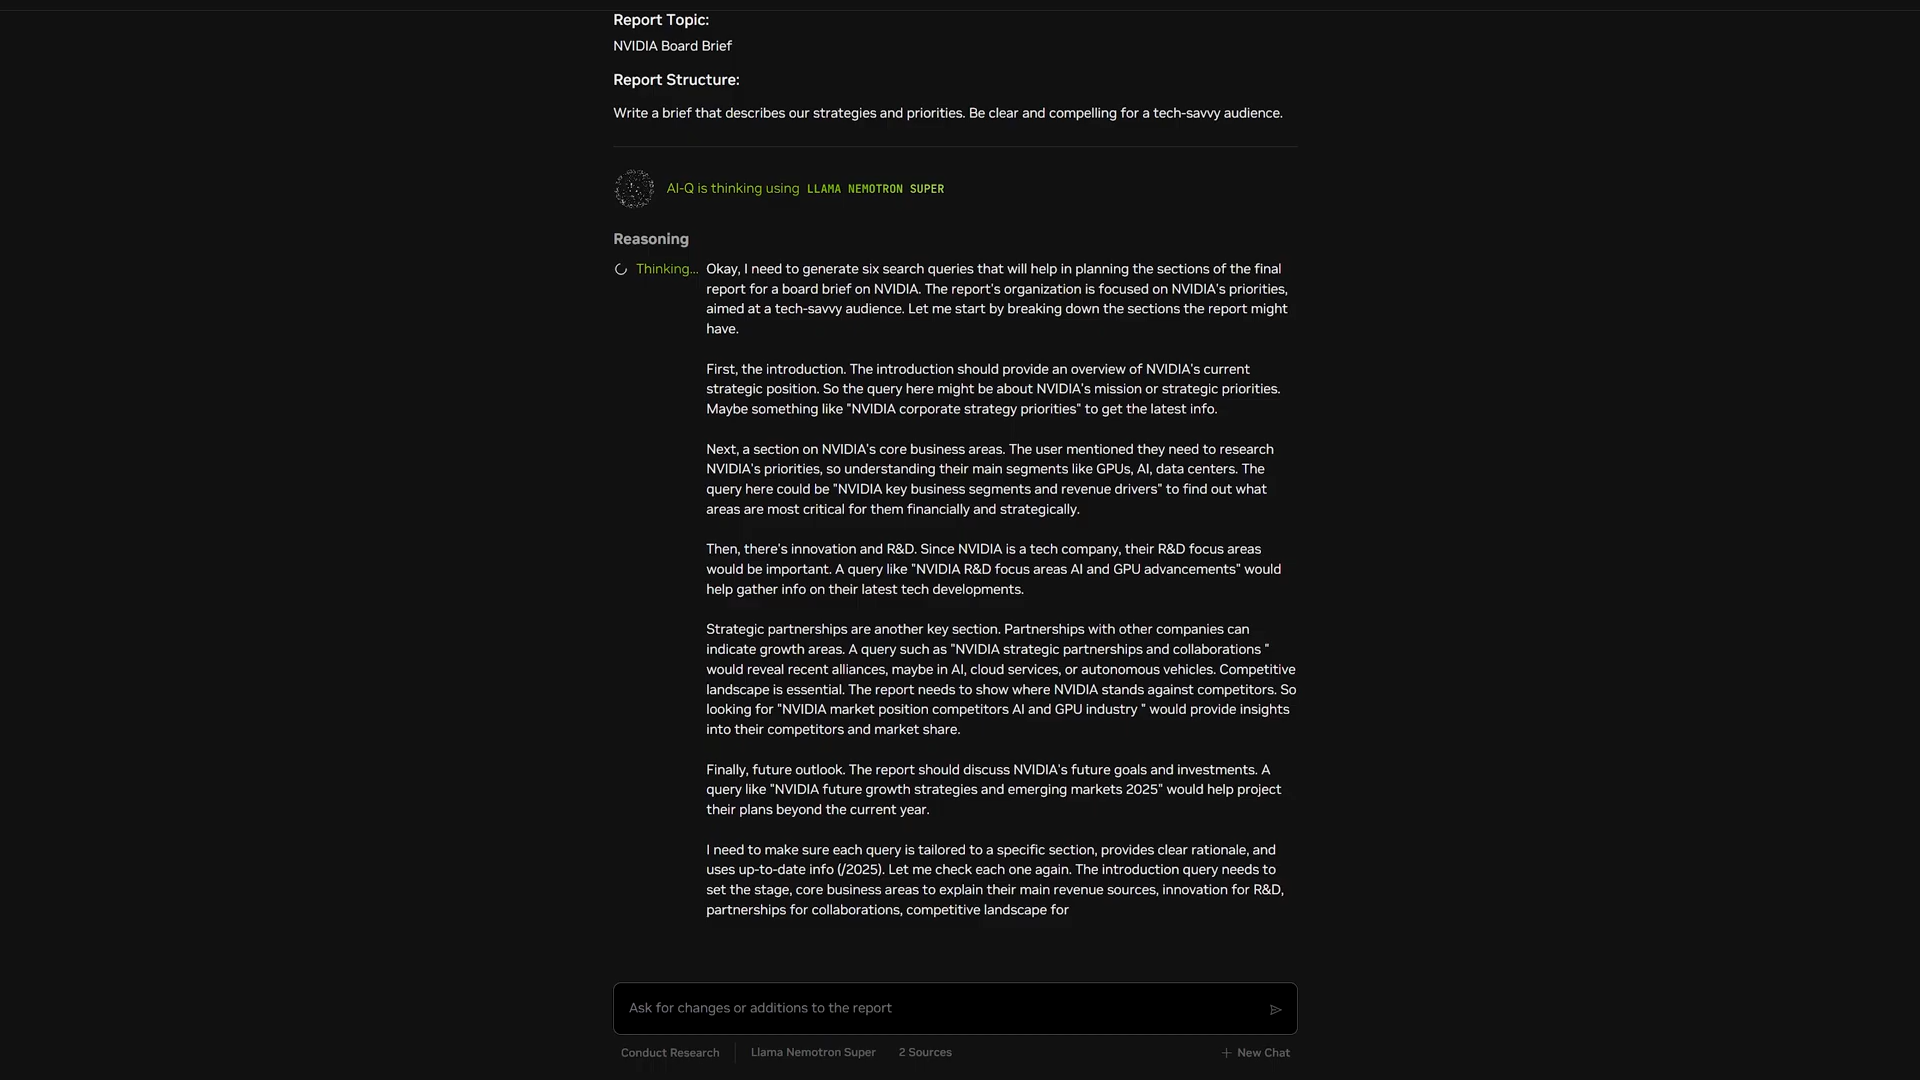 Report Topic:
NVIDIA Board Brief
Report Structure:
Write a brief that describes our strategies and priorities. Be clear and compelling for a tech-savvy audience.
AI-Q is thinking using LLAMA NEMOTRON SUPER
Reasoning
Thinking... Okay, I need to generate six search queries that will help in planning the sections of the final
report for a board brief on NVIDIA. The report's organization is focused on NVIDIA's priorities,
aimed at a tech-savvy audience. Let me start by breaking down the sections the report might
have.
First, the introduction. The introduction should provide an overview of NVIDIA's current
strategic position. So the query here might be about NVIDIA's mission or strategic priorities.
Maybe something like "NVIDIA corporate strategy priorities" to get the latest info.
Next, a section on NVIDIA's core business areas. The user mentioned they need to research
NVIDIA's priorities, so understanding their main segments like GPUs, AI, data centers. The
query here could be "NVIDIA key business segments and revenue drivers" to find out what
areas are most critical for them financially and strategically.
Then, there's innovation and R&D. Since NVIDIA is a tech company, their R&D focus areas
would be important. A query like "NVIDIA R&D focus areas AI and GPU advancements" would
help gather info on their latest tech developments.
Strategic partnerships are another key section. Partnerships with other companies can
indicate growth areas. A query such as "NVIDIA strategic partnerships and collaborations "
would reveal recent alliances, maybe in AI, cloud services, or autonomous vehicles. Competitive
landscape is essential. The report needs to show where NVIDIA stands against competitors. So
looking for "NVIDIA market position competitors AI and GPU industry " would provide insights
into their competitors and market share.
Finally, future outlook. The report should discuss NVIDIA's future goals and investments. A
query like "NVIDIA future growth strategies and emerging markets 2025" would help project
their plans beyond the current year.
I need to make sure each query is tailored to a specific section, provides clear rationale, and
uses up-to-date info (/2025). Let me check each one again. The introduction query needs to
set the stage, core business areas to explain their main revenue sources, innovation for R&D,
partnerships for collaborations, competitive landscape for
Ask for changes or additions to the report
Conduct Research Llama Nemotron Super 2 Sources + New Chat